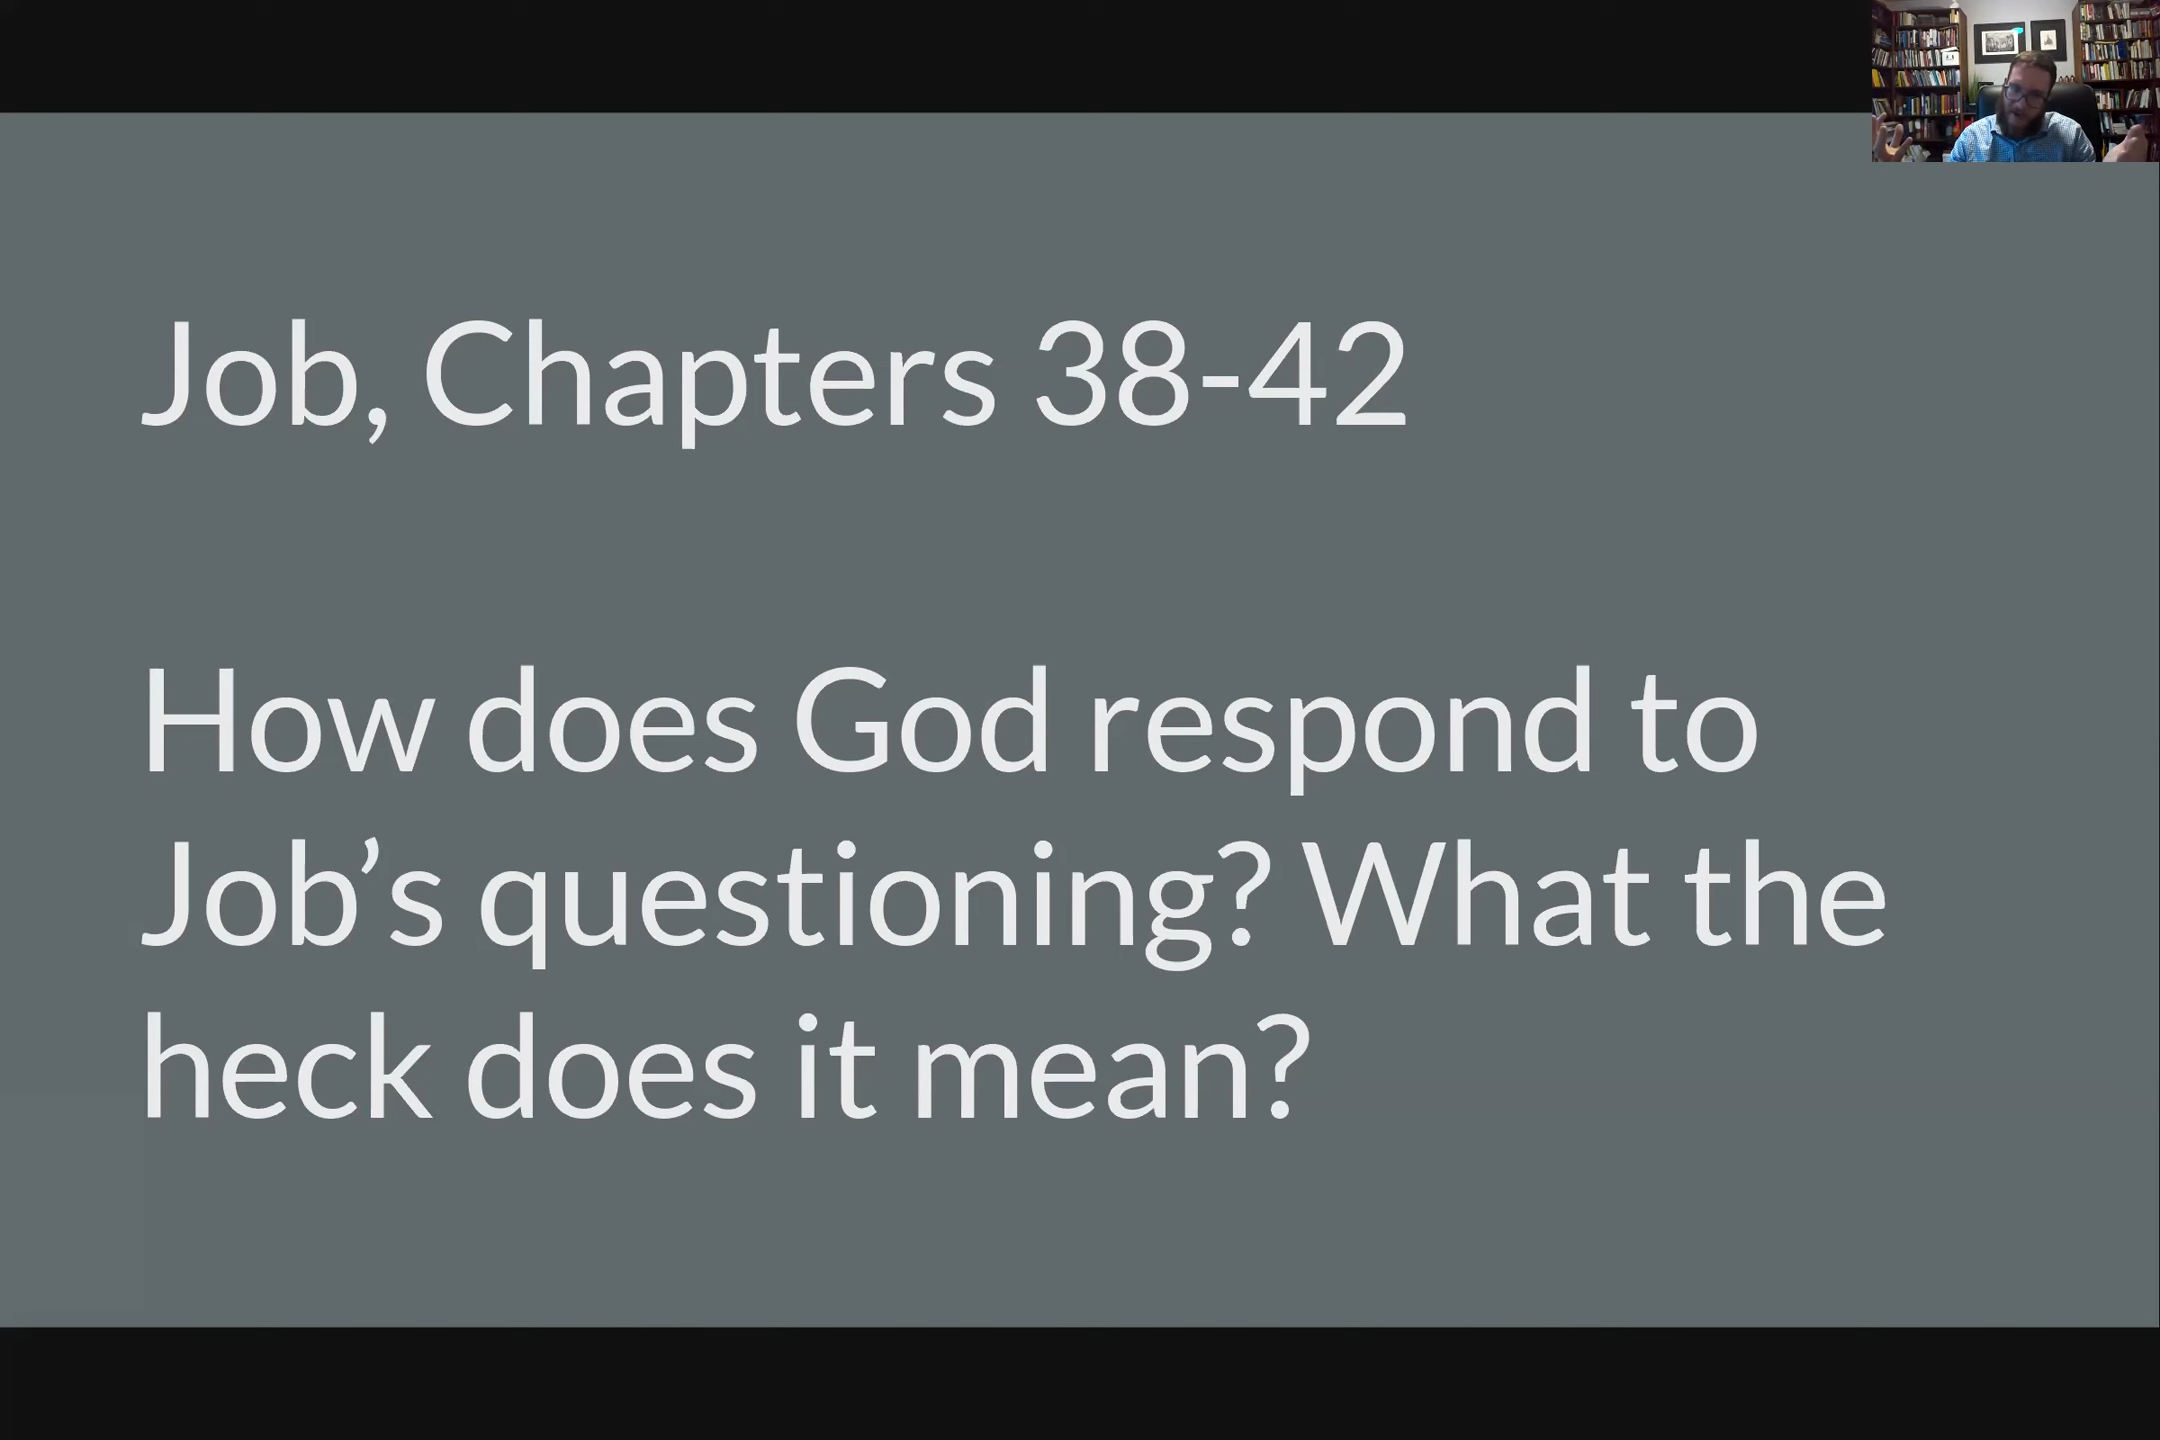 Job, Chapters 38-42
How does God respond to
Job’s questioning? What the
heck does it mean?